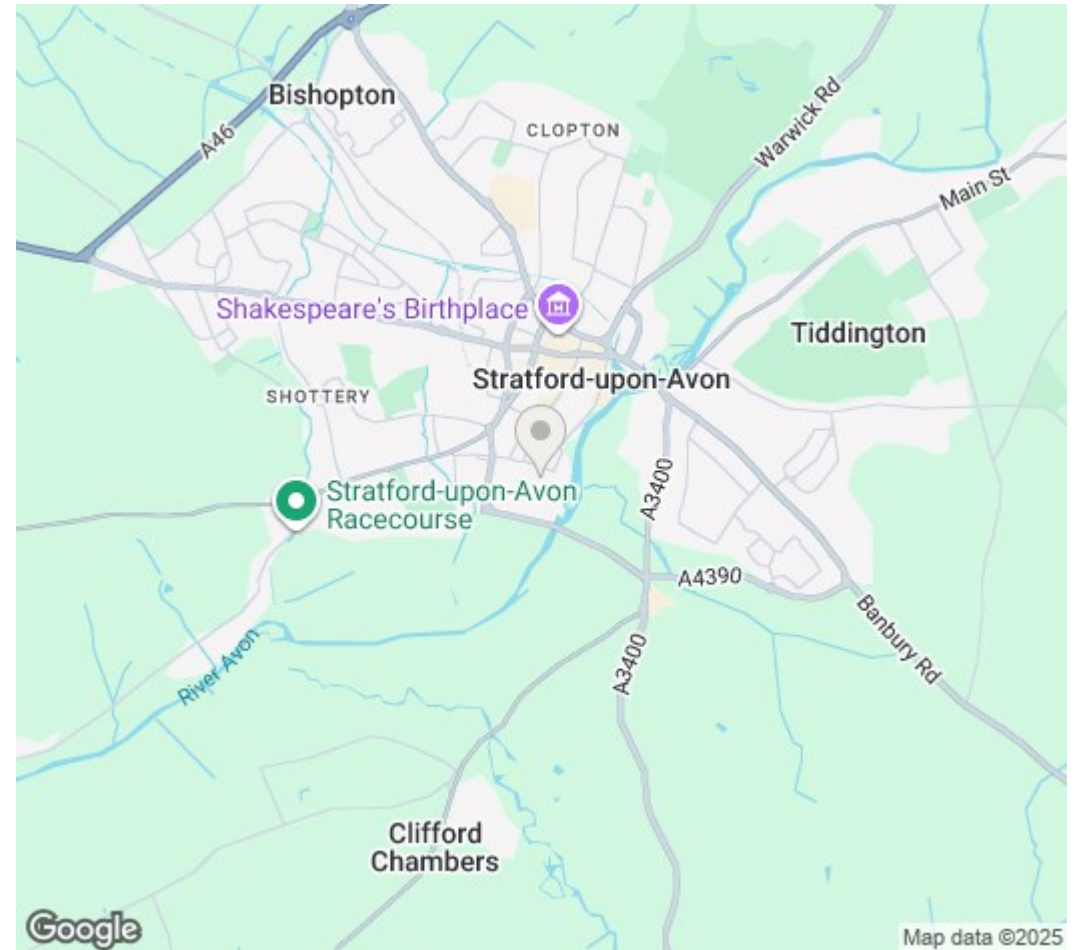 Bishopton
CLOPTON
A46
Warwick Rd
Main St
Shakespeare's Birthplace
Tiddington
Stratford-upon-Avon
SHOTTERY
Stratford-upon-Avon
Racecourse
A3400
A4390
Banbury Rd
A3400
River Avon
Clifford
Chambers
Google
Map data ©2025